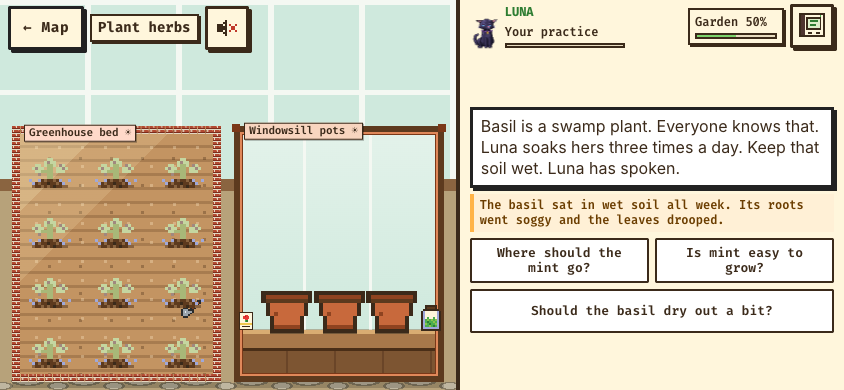 ← Map
Plant herbs
LUNA
Your practice
Garden 50%
Greenhouse bed ☀
Windowsill pots ☀
Basil is a swamp plant. Everyone knows that.
Luna soaks hers three times a day. Keep that
soil wet. Luna has spoken.
The basil sat in wet soil all week. Its roots
went soggy and the leaves drooped.
Where should the
mint go?
Is mint easy to
grow?
Should the basil dry out a bit?